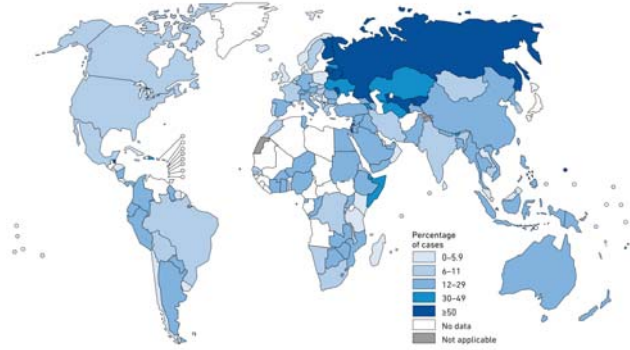 Percentage
of cases
0–5.9
6–11
12–29
30–49
≥50
No data
Not applicable